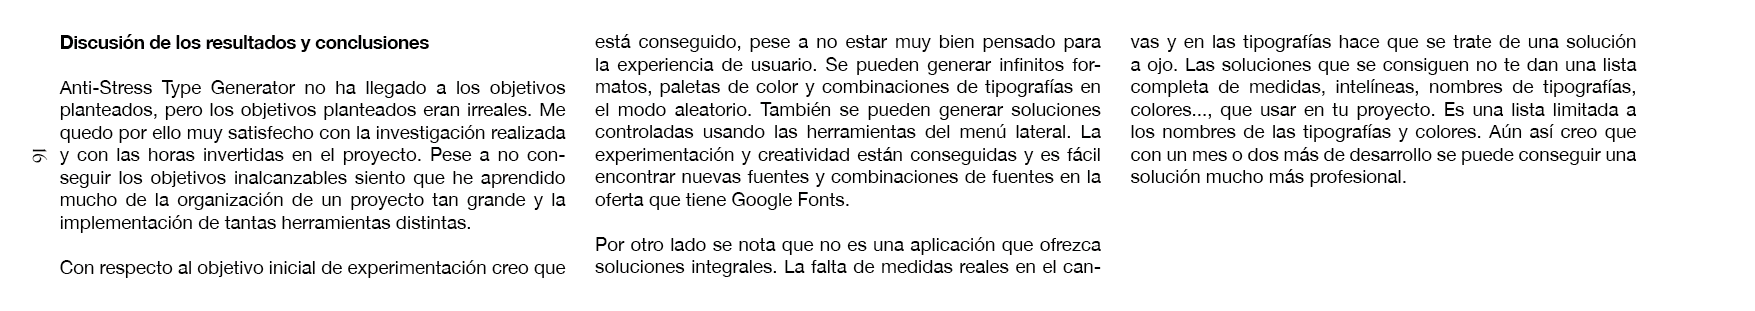 Discusión de los resultados y conclusiones
Anti-Stress Type Generator no ha llegado a los objetivos
planteados, pero los objetivos planteados eran irreales. Me
quedo por ello muy satisfecho con la investigación realizada
y con las horas invertidas en el proyecto. Pese a no con-
seguir los objetivos inalcanzables siento que he aprendido
mucho de la organización de un proyecto tan grande y la
implementación de tantas herramientas distintas.
Con respecto al objetivo inicial de experimentación creo que
está conseguido, pese a no estar muy bien pensado para
la experiencia de usuario. Se pueden generar infinitos for-
matos, paletas de color y combinaciones de tipografías en
el modo aleatorio. También se pueden generar soluciones
controladas usando las herramientas del menú lateral. La
experimentación y creatividad están conseguidas y es fácil
encontrar nuevas fuentes y combinaciones de fuentes en la
oferta que tiene Google Fonts.
Por otro lado se nota que no es una aplicación que ofrezca
soluciones integrales. La falta de medidas reales en el can-
vas y en las tipografías hace que se trate de una solución
a ojo. Las soluciones que se consiguen no te dan una lista
completa de medidas, intelíneas, nombres de tipografías,
colores..., que usar en tu proyecto. Es una lista limitada a
los nombres de las tipografías y colores. Aún así creo que
con un mes o dos más de desarrollo se puede conseguir una
solución mucho más profesional.